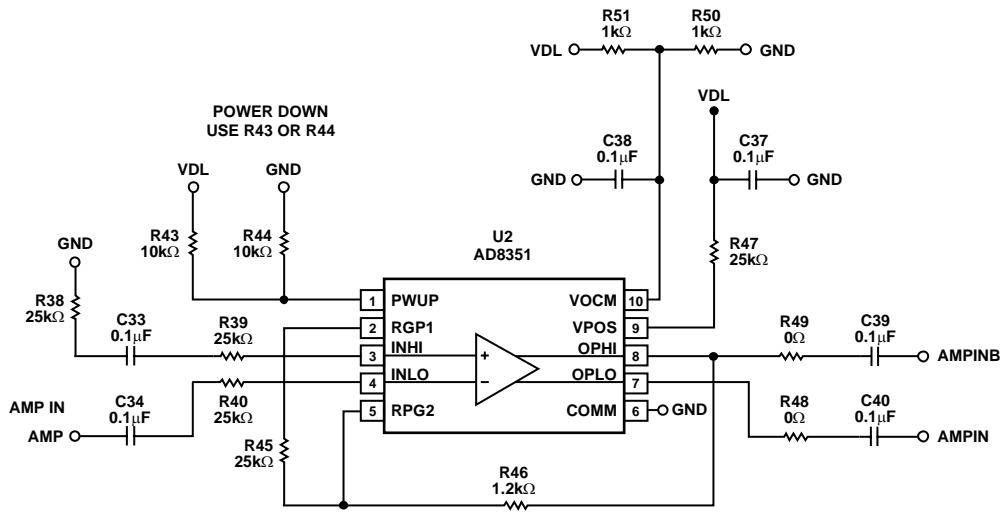 R51
1kΩ
R50
1kΩ
VDL
GND
POWER DOWN
USE R43 OR R44
VDL
C38
0.1μF
C37
0.1μF
VDL
GND
GND
GND
R43
10kΩ
R44
10kΩ
U2
AD8351
R47
25kΩ
GND
R38
25kΩ
1 PWUP
VOCM 10
C33
0.1μF
R39
25kΩ
2 RGP1
VPOS 9
R49
0Ω
C39
0.1μF
3 INHI
+
OPHI 8
AMPINB
4 INLO
–
OPLO 7
AMP IN
AMP
C34
0.1μF
R40
25kΩ
5 RPG2
COMM 6
GND
R48
0Ω
C40
0.1μF
AMPIN
R45
25kΩ
R46
1.2kΩ